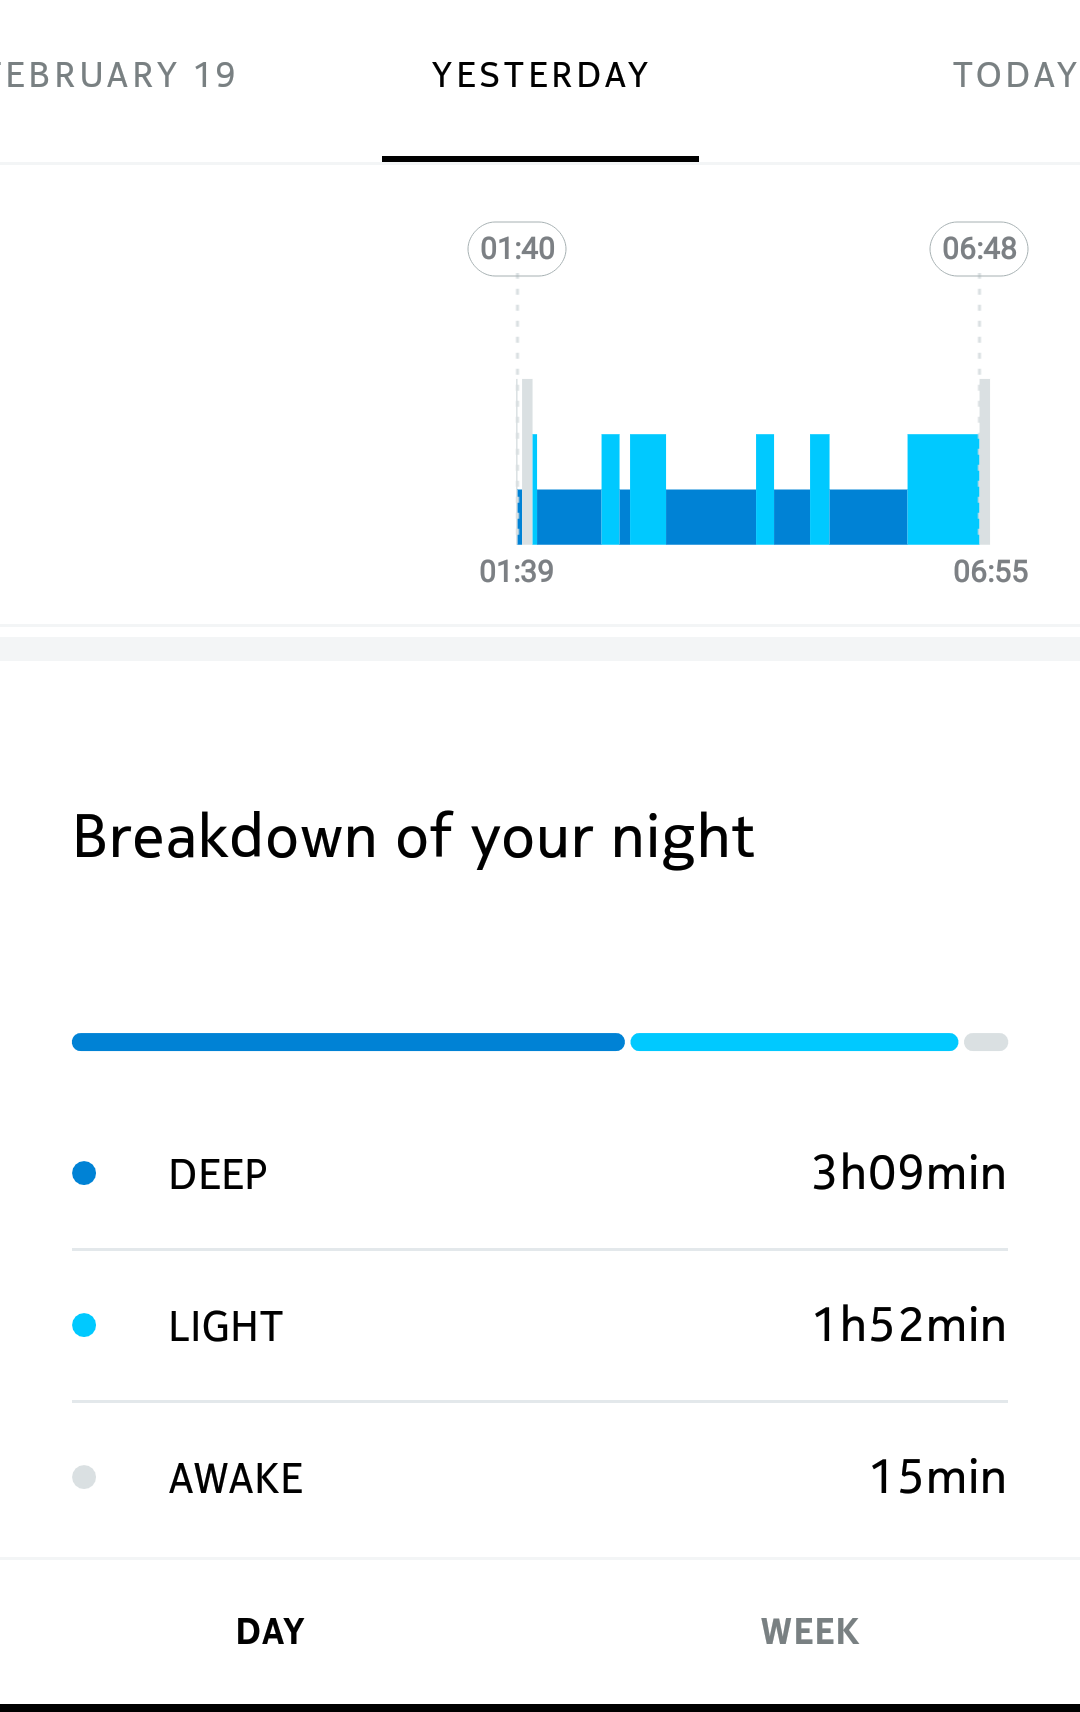 EBRUARY 19 YESTERDAY TODAY
01:40 06:48
01:39 06:55
Breakdown of your night
DEEP 3h09min
LIGHT 1h52min
AWAKE 15min
DAY WEEK